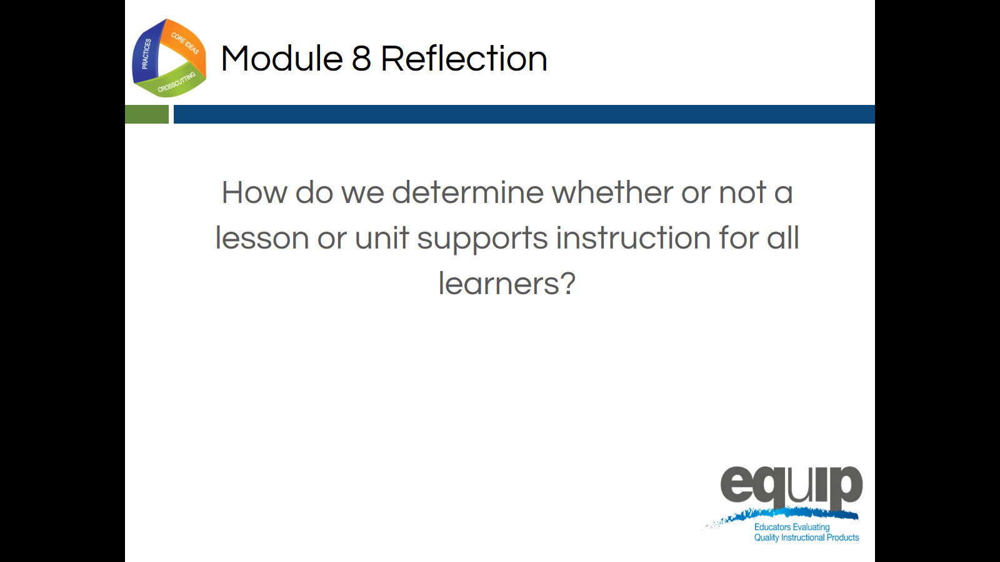 PRACTICES
CORE IDEAS
CROSSCUTTING
Module 8 Reflection
How do we determine whether or not a
lesson or unit supports instruction for all
learners?
equip
Educators Evaluating
Quality Instructional Products